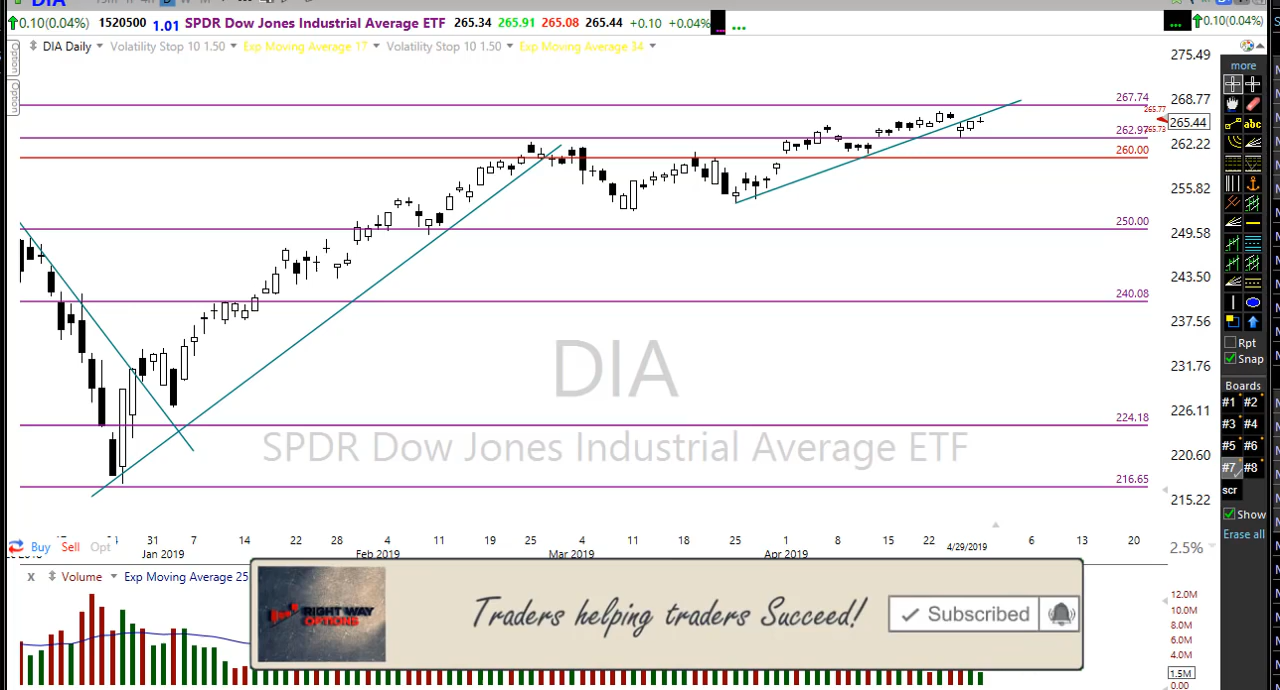 DIA
0.10(0.04%) 1520500 1.01 SPDR Dow Jones Industrial Average ETF 265.34 265.91 265.08 265.44 +0.10 +0.04% ... 0.10(0.04%)
DIA Daily Volatility Stop 10 1.50 Exp Moving Average 17 Volatility Stop 10 1.50 Exp Moving Average 34
Option
Option
275.49
268.77
265.44
262.22
255.82
249.58
243.50
237.56
231.76
226.11
220.60
215.22
2.5%
267.74
265.77
262.97
265.73
260.00
250.00
240.08
224.18
216.65
DIA
SPDR Dow Jones Industrial Average ETF
more
abc
Rpt
Snap
Boards
#1 #2
#3 #4
#5 #6
#7 #8
scr
Show
Erase all
Buy Sell Opt
31 7 14 22 28 4 11 19 25 4 11 18 25 1 8 15 22 4/29/2019 6 13 20
Jan 2019 Feb 2019 Mar 2019 Apr 2019
X Volume Exp Moving Average 25
12.0M
10.0M
8.0M
6.0M
4.0M
1.5M
0.00
RIGHT WAY
OPTIONS
Traders helping traders Succeed!
Subscribed